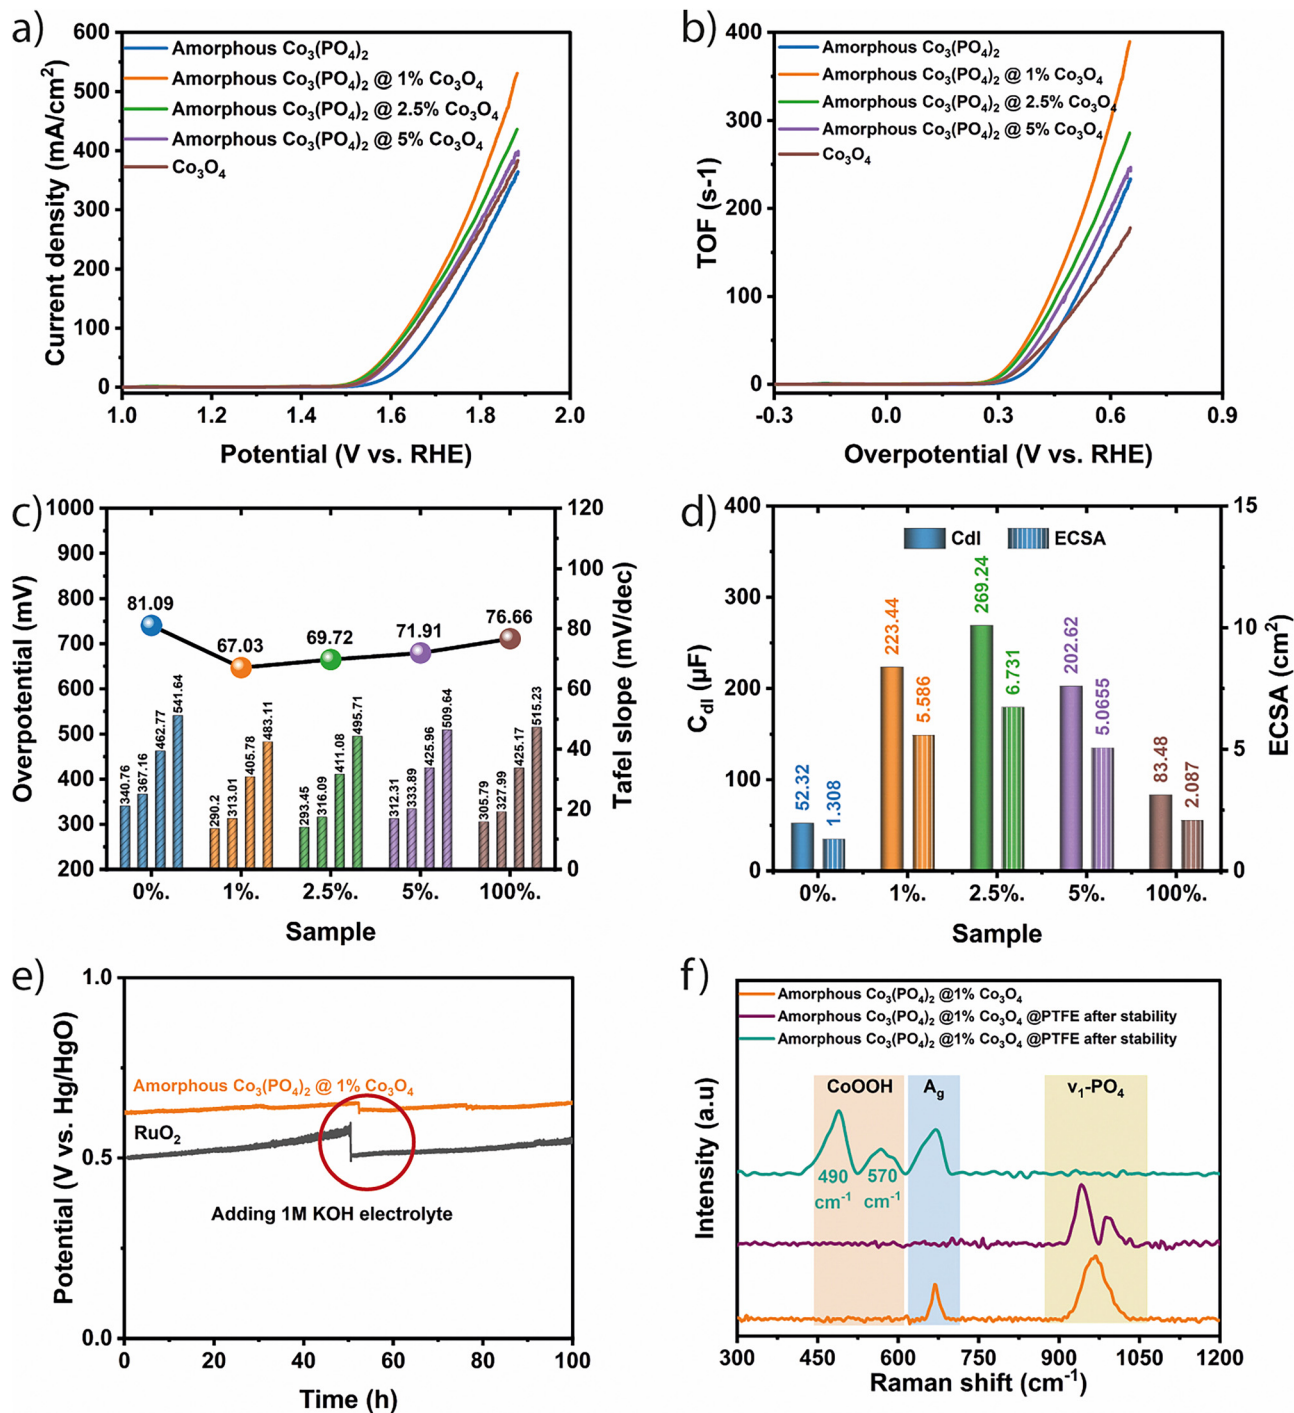 a)
600
500
400
300
200
100
0
Current density (mA/cm²)
Amorphous Co₃(PO₄)₂
Amorphous Co₃(PO₄)₂ @ 1% Co₃O₄
Amorphous Co₃(PO₄)₂ @ 2.5% Co₃O₄
Amorphous Co₃(PO₄)₂ @ 5% Co₃O₄
Co₃O₄
1.0 1.2 1.4 1.6 1.8 2.0
Potential (V vs. RHE)
b)
400
300
200
100
0
TOF (s-1)
Amorphous Co₃(PO₄)₂
Amorphous Co₃(PO₄)₂ @ 1% Co₃O₄
Amorphous Co₃(PO₄)₂ @ 2.5% Co₃O₄
Amorphous Co₃(PO₄)₂ @ 5% Co₃O₄
Co₃O₄
-0.3 0.0 0.3 0.6 0.9
Overpotential (V vs. RHE)
c)
1000
900
800
700
600
500
400
300
200
Overpotential (mV)
81.09 67.03 69.72 71.91 76.66
340.76 367.16 462.77 541.64
290.2 313.01 405.78 483.11
293.45 316.09 411.08 495.71
312.31 333.89 425.96 509.64
305.79 327.99 425.17 515.23
120
100
80
60
40
20
0
Tafel slope (mV/dec)
0%. 1%. 2.5%. 5%. 100%.
Sample
d)
400
300
200
100
0
C_dl (µF)
Cdl ECSA
52.32 1.308
223.44 5.586
269.24 6.731
202.62 5.0655
83.48 2.087
15
10
5
0
ECSA (cm²)
0%. 1%. 2.5%. 5%. 100%.
Sample
e)
1.0
0.5
0.0
Potential (V vs. Hg/HgO)
Amorphous Co₃(PO₄)₂ @ 1% Co₃O₄
RuO₂
Adding 1M KOH electrolyte
0 20 40 60 80 100
Time (h)
f)
Intensity (a.u)
Amorphous Co₃(PO₄)₂ @1% Co₃O₄
Amorphous Co₃(PO₄)₂ @1% Co₃O₄ @PTFE after stability
Amorphous Co₃(PO₄)₂ @1% Co₃O₄ @PTFE after stability
CoOOH A_g ν₁-PO₄
490 570
cm⁻¹ cm⁻¹
300 450 600 750 900 1050 1200
Raman shift (cm⁻¹)